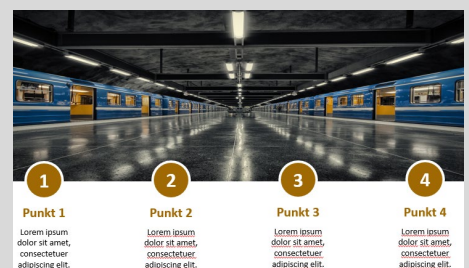 1
2
3
4
Punkt 1
Punkt 2
Punkt 3
Punkt 4
Lorem ipsum
dolor sit amet,
consectetuer
adipiscing elit.
Lorem ipsum
dolor sit amet,
consectetuer
adipiscing elit.
Lorem ipsum
dolor sit amet,
consectetuer
adipiscing elit.
Lorem ipsum
dolor sit amet,
consectetuer
adipiscing elit.